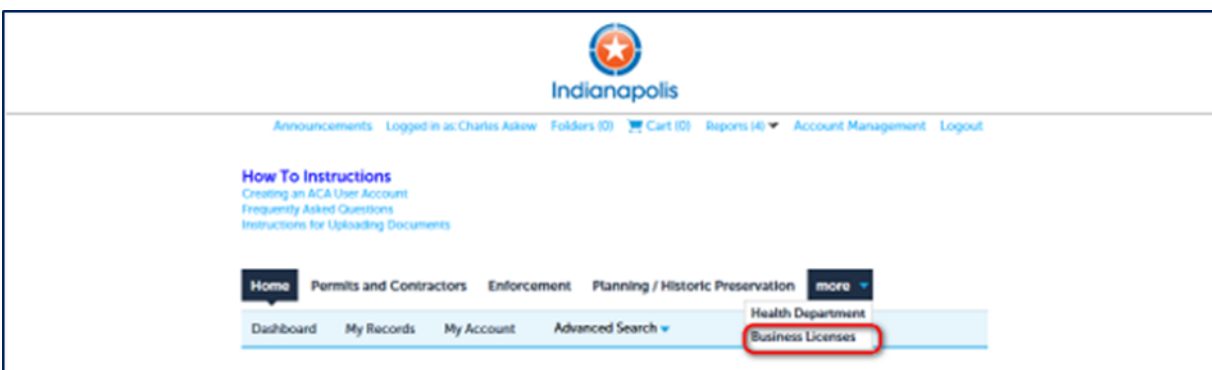 Indianapolis
Announcements Logged in as:Charles Askew Folders (0) Cart (0) Reports (4) Account Management Logout
How To Instructions
Creating an ACA User Account
Frequently Asked Questions
Instructions for Uploading Documents
Home Permits and Contractors Enforcement Planning / Historic Preservation more
Health Department
Dashboard My Records My Account Advanced Search
Business Licenses